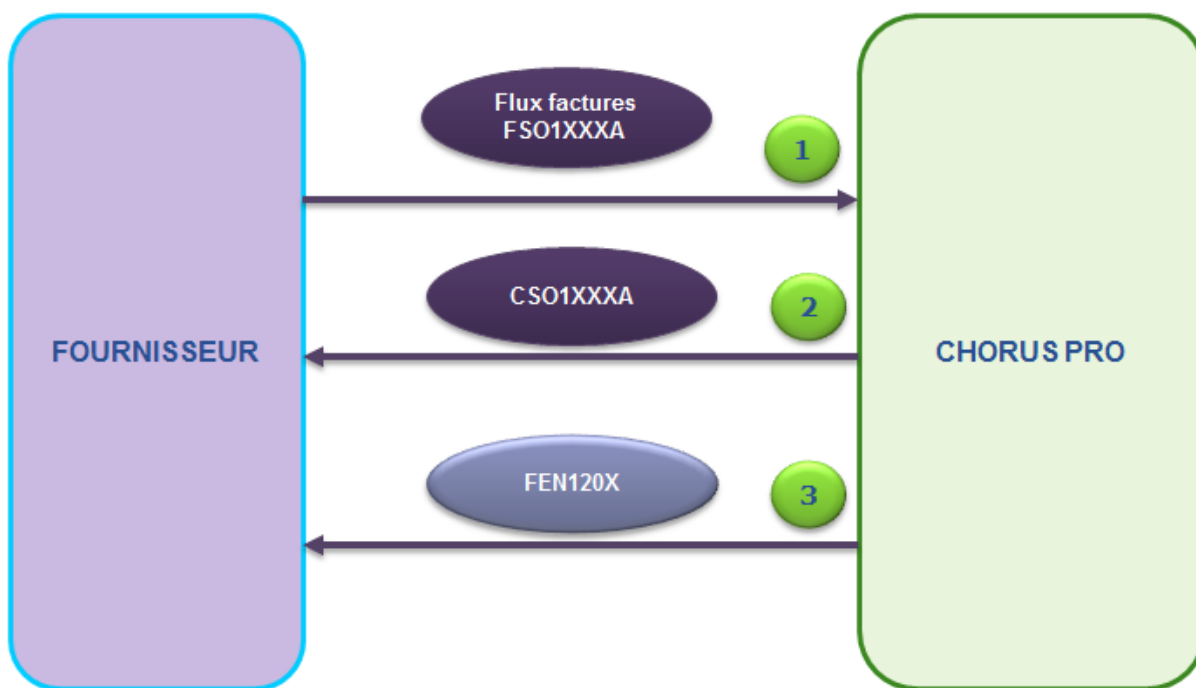 Flux factures
FSO1XXXA
1
CSO1XXXA
2
FOURNISSEUR
CHORUS PRO
FEN120X
3